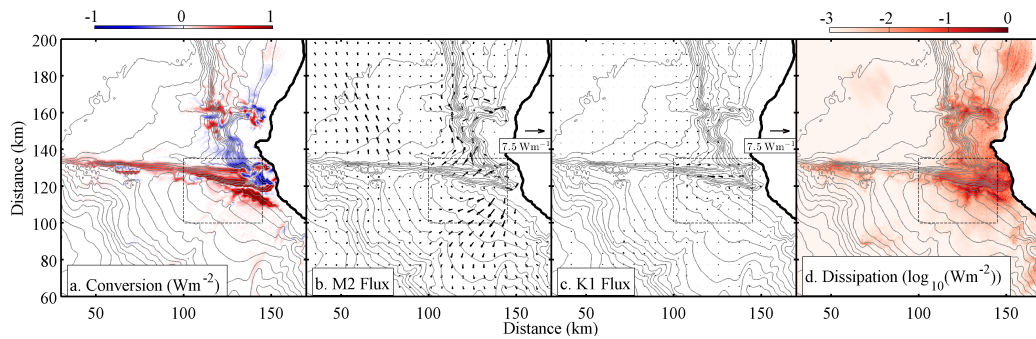 -1 0 1
-3 -2 -1 0
200
180
160
140
120
100
80
60
Distance (km)
7.5 Wm⁻¹
7.5 Wm⁻¹
a. Conversion (Wm⁻²)
b. M2 Flux
c. K1 Flux
d. Dissipation (log₁₀(Wm⁻²))
50 100 150 50 100 150 50 100 150 50 100 150
Distance (km)